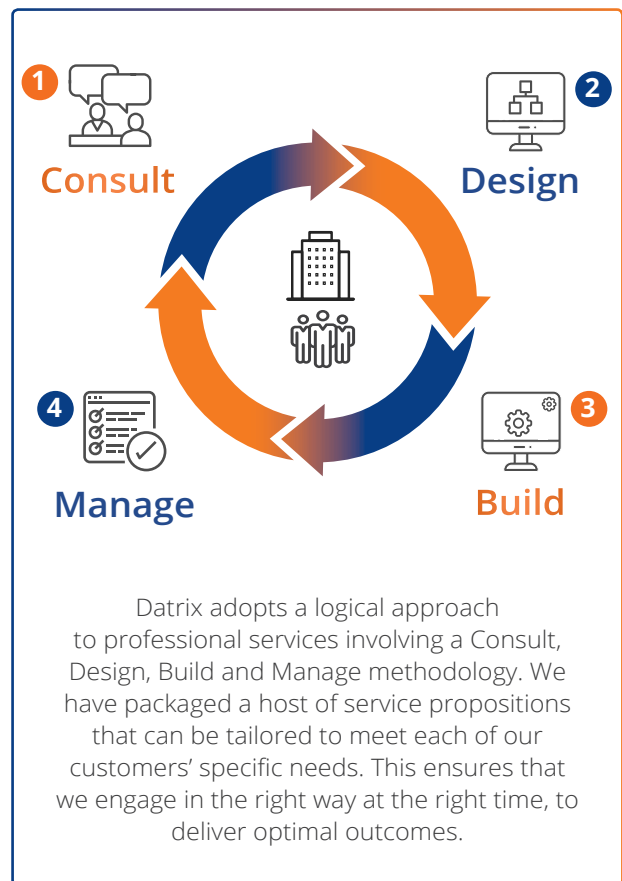 1
Consult
2
Design
4
Manage
3
Build
Datrix adopts a logical approach
to professional services involving a Consult,
Design, Build and Manage methodology. We
have packaged a host of service propositions
that can be tailored to meet each of our
customers’ specific needs. This ensures that
we engage in the right way at the right time, to
deliver optimal outcomes.